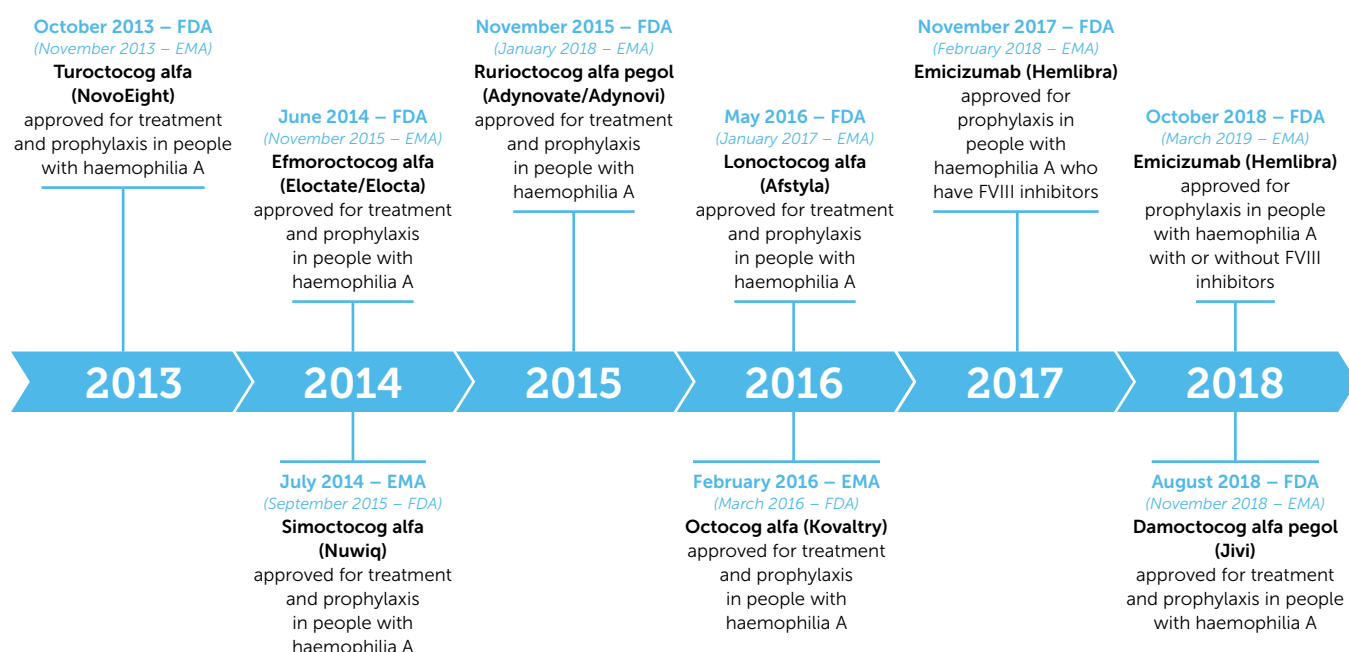 October 2013 – FDA
(November 2013 – EMA)
Turoctocog alfa
(NovoEight)
approved for treatment
and prophylaxis in people
with haemophilia A
June 2014 – FDA
(November 2015 – EMA)
Efmoroctocog alfa
(Eloctate/Elocta)
approved for treatment
and prophylaxis
in people with
haemophilia A
November 2015 – FDA
(January 2018 – EMA)
Rurioctocog alfa pegol
(Adynovate/Adynovi)
approved for treatment
and prophylaxis
in people with
haemophilia A
May 2016 – FDA
(January 2017 – EMA)
Lonoctocog alfa
(Afstyla)
approved for treatment
and prophylaxis
in people with
haemophilia A
November 2017 – FDA
(February 2018 – EMA)
Emicizumab (Hemlibra)
approved for
prophylaxis in
people with
haemophilia A who
have FVIII inhibitors
October 2018 – FDA
(March 2019 – EMA)
Emicizumab (Hemlibra)
approved for
prophylaxis in people
with haemophilia A
with or without FVIII
inhibitors
2013
2014
2015
2016
2017
2018
July 2014 – EMA
(September 2015 – FDA)
Simoctocog alfa
(Nuwiq)
approved for treatment
and prophylaxis
in people with
haemophilia A
February 2016 – EMA
(March 2016 – FDA)
Octocog alfa (Kovaltry)
approved for treatment
and prophylaxis
in people with
haemophilia A
August 2018 – FDA
(November 2018 – EMA)
Damoctocog alfa pegol
(Jivi)
approved for treatment
and prophylaxis in people
with haemophilia A